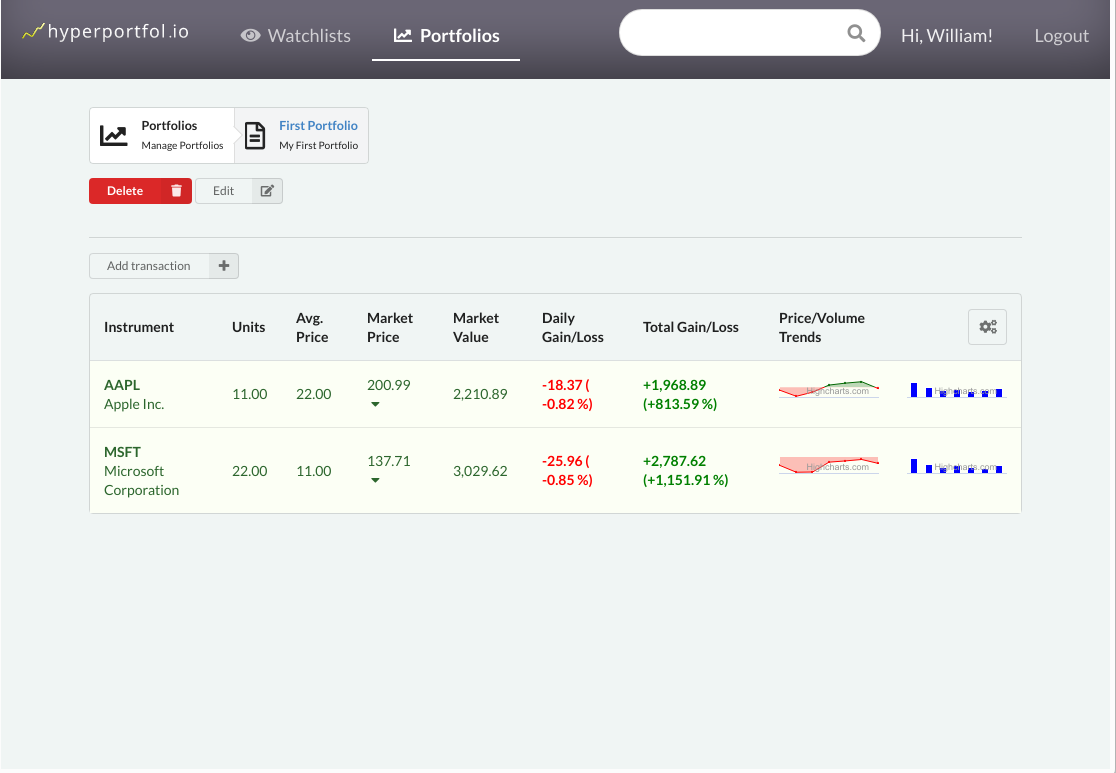 hyperportfol.io
Watchlists
Portfolios
Hi, William!
Logout
Portfolios
Manage Portfolios
First Portfolio
My First Portfolio
Delete
Edit
Add transaction
Instrument
Units
Avg.
Price
Market
Price
Market
Value
Daily
Gain/Loss
Total Gain/Loss
Price/Volume
Trends
AAPL
Apple Inc.
11.00
22.00
200.99
2,210.89
-18.37 (
-0.82 %)
+1,968.89
(+813.59 %)
Highcharts.com
Highcharts.com
MSFT
Microsoft
Corporation
22.00
11.00
137.71
3,029.62
-25.96 (
-0.85 %)
+2,787.62
(+1,151.91 %)
Highcharts.com
Highcharts.com